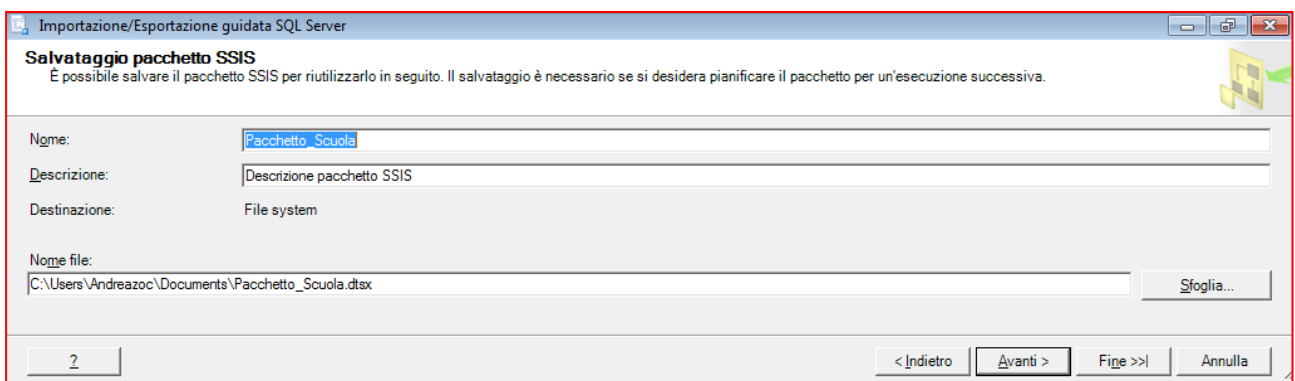 Importazione/Esportazione guidata SQL Server
Salvataggio pacchetto SSIS
È possibile salvare il pacchetto SSIS per riutilizzarlo in seguito. Il salvataggio è necessario se si desidera pianificare il pacchetto per un'esecuzione successiva.
Nome: Pacchetto_Scuola
Descrizione: Descrizione pacchetto SSIS
Destinazione: File system
Nome file:
C:\Users\Andreazoc\Documents\Pacchetto_Scuola.dtsx Sfoglia...
? < Indietro Avanti > Fine >>| Annulla